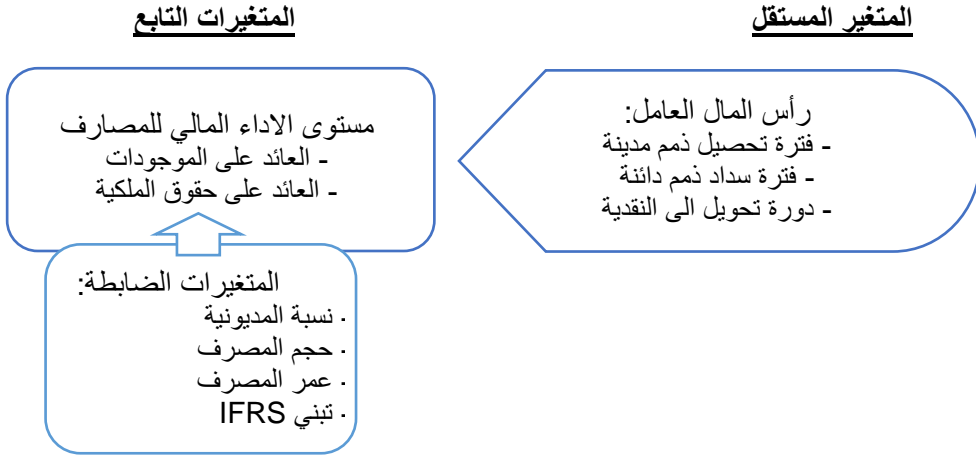 المتغير المستقل
المتغيرات التابع
رأس المال العامل:
- فترة تحصيل ذمم مدينة
- فترة سداد ذمم دائنة
- دورة تحويل الى النقدية
مستوى الاداء المالي للمصارف
- العائد على الموجودات
- العائد على حقوق الملكية
المتغيرات الضابطة:
· نسبة المديونية
· حجم المصرف
· عمر المصرف
· تبني IFRS